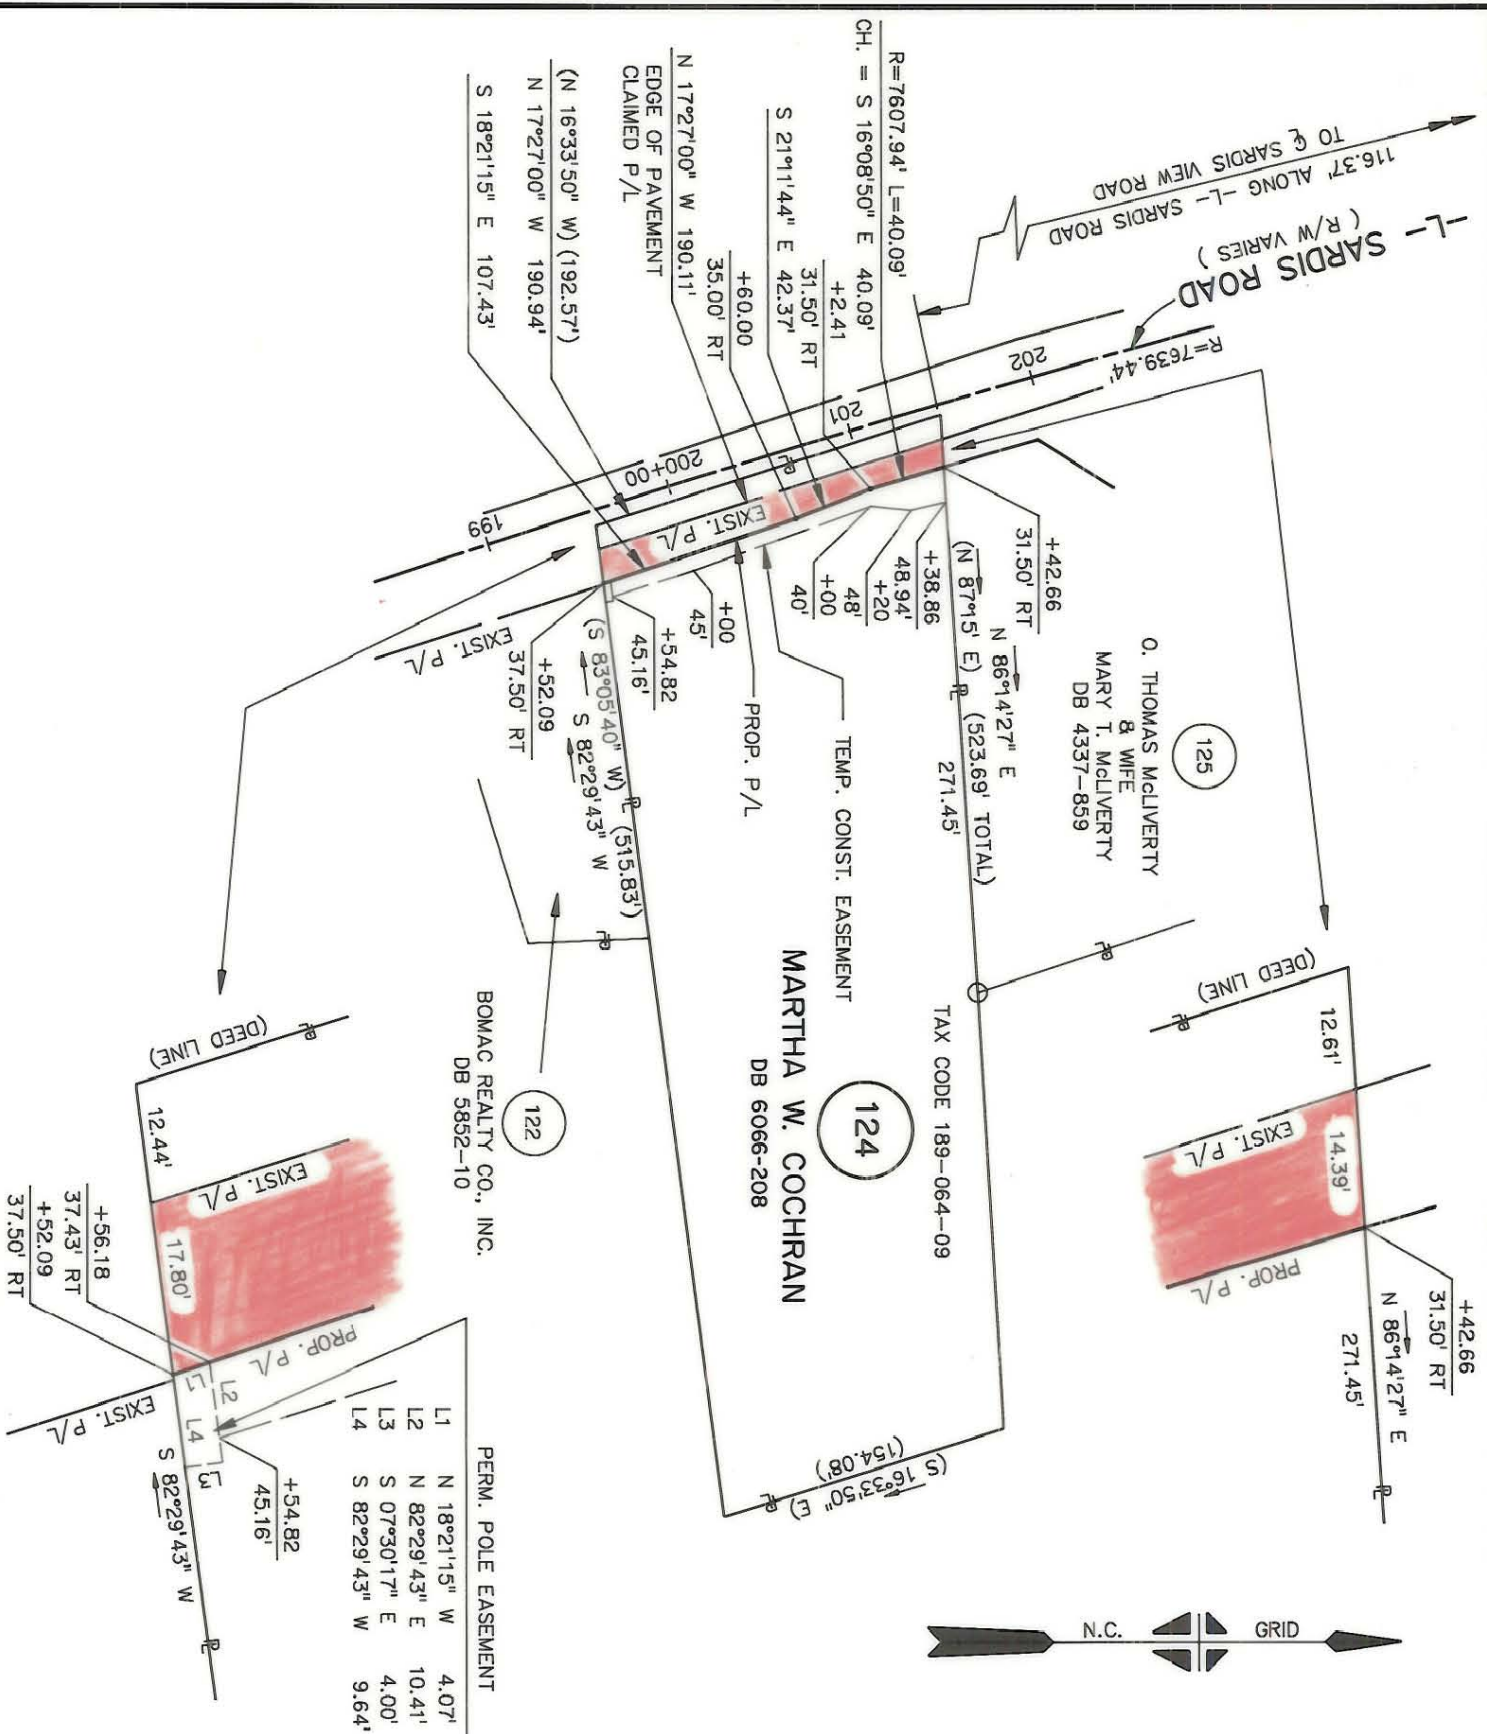 R=7607.94' L=40.09'
CH. = S 16°08'50" E 40.09'
+2.41
31.50' RT
S 21°11'44" E 42.37'
+60.00
35.00' RT
N 17°27'00" W 190.11'
EDGE OF PAVEMENT
CLAIMED P/L
(N 16°33'50" W) (192.57')
N 17°27'00" W 190.94'
S 18°21'15" E 107.43'
116.37' ALONG -L- SARDIS ROAD
TO ℄ SARDIS VIEW ROAD
-L- SARDIS ROAD
( R/W VARIES )
R=7639.44'
202
201
200+00
199
EXIST. P/L
EXIST. P/L
+42.66
31.50' RT
+38.86
48.94'
+20
48'
+00
40'
+00
45'
+54.82
45.16'
+52.09
37.50' RT
(N 87°15' E) ℙL (523.69' TOTAL)
N 86°14'27" E
271.45'
(S 83°05'40" W) ℙL (515.83')
S 82°29'43" W
PROP. P/L
TEMP. CONST. EASEMENT
125
O. THOMAS McLIVERTY
& WIFE
MARY T. McLIVERTY
DB 4337-859
TAX CODE 189-064-09
124
MARTHA W. COCHRAN
DB 6066-208
122
BOMAC REALTY CO., INC.
DB 5852-10
(S 16°33'50" E)
(154.08')
(DEED LINE)
12.61'
EXIST. P/L
14.39'
PROP. P/L
+42.66
31.50' RT
N 86°14'27" E
271.45'
(DEED LINE)
12.44'
EXIST. P/L
17.80'
PROP. P/L
+56.18
37.43' RT
+52.09
37.50' RT
L1
L2
L4
L3
EXIST. P/L
+54.82
45.16'
S 82°29'43" W
PERM. POLE EASEMENT
L1 N 18°21'15" W 4.07'
L2 N 82°29'43" E 10.41'
L3 S 07°30'17" E 4.00'
L4 S 82°29'43" W 9.64'
N.C. GRID